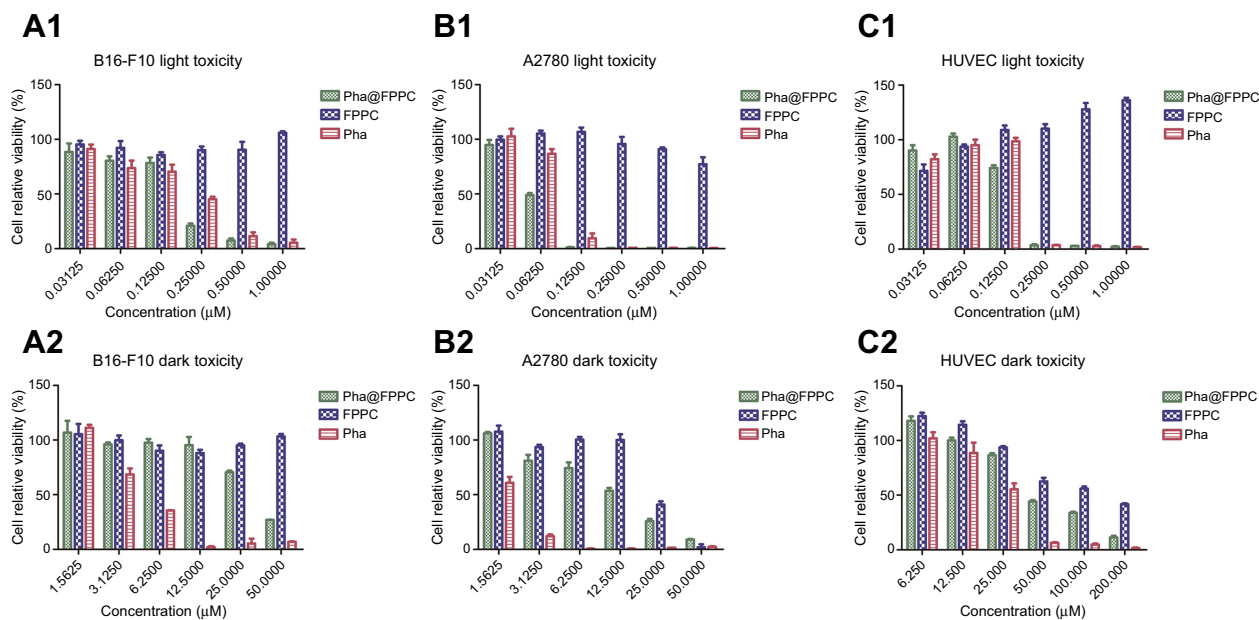 A1
B16-F10 light toxicity
Cell relative viability (%)
150
100
50
0
0.03125
0.06250
0.12500
0.25000
0.50000
1.00000
Concentration (μM)
Pha@FPPC
FPPC
Pha
B1
A2780 light toxicity
Cell relative viability (%)
150
100
50
0
0.03125
0.06250
0.12500
0.25000
0.50000
1.00000
Concentration (μM)
Pha@FPPC
FPPC
Pha
C1
HUVEC light toxicity
Cell relative viability (%)
150
100
50
0
0.03125
0.06250
0.12500
0.25000
0.50000
1.00000
Concentration (μM)
Pha@FPPC
FPPC
Pha
A2
B16-F10 dark toxicity
Cell relative viability (%)
150
100
50
0
1.5625
3.1250
6.2500
12.5000
25.0000
50.0000
Concentration (μM)
Pha@FPPC
FPPC
Pha
B2
A2780 dark toxicity
Cell relative viability (%)
150
100
50
0
1.5625
3.1250
6.2500
12.5000
25.0000
50.0000
Concentration (μM)
Pha@FPPC
FPPC
Pha
C2
HUVEC dark toxicity
Cell relative viability (%)
150
100
50
0
6.250
12.500
25.000
50.000
100.000
200.000
Concentration (μM)
Pha@FPPC
FPPC
Pha